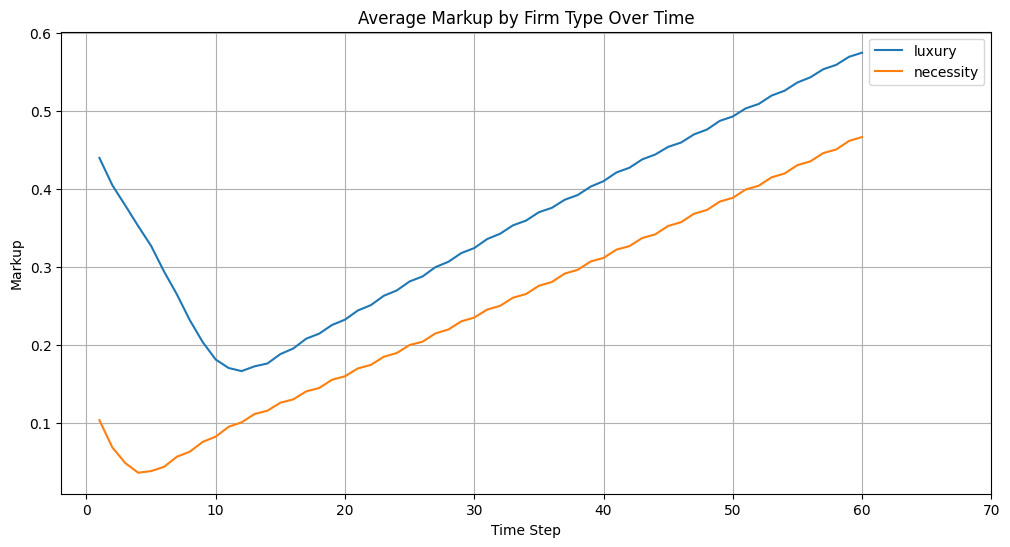 Average Markup by Firm Type Over Time
luxury
necessity
Markup
0.6
0.5
0.4
0.3
0.2
0.1
0 10 20 30 40 50 60 70
Time Step